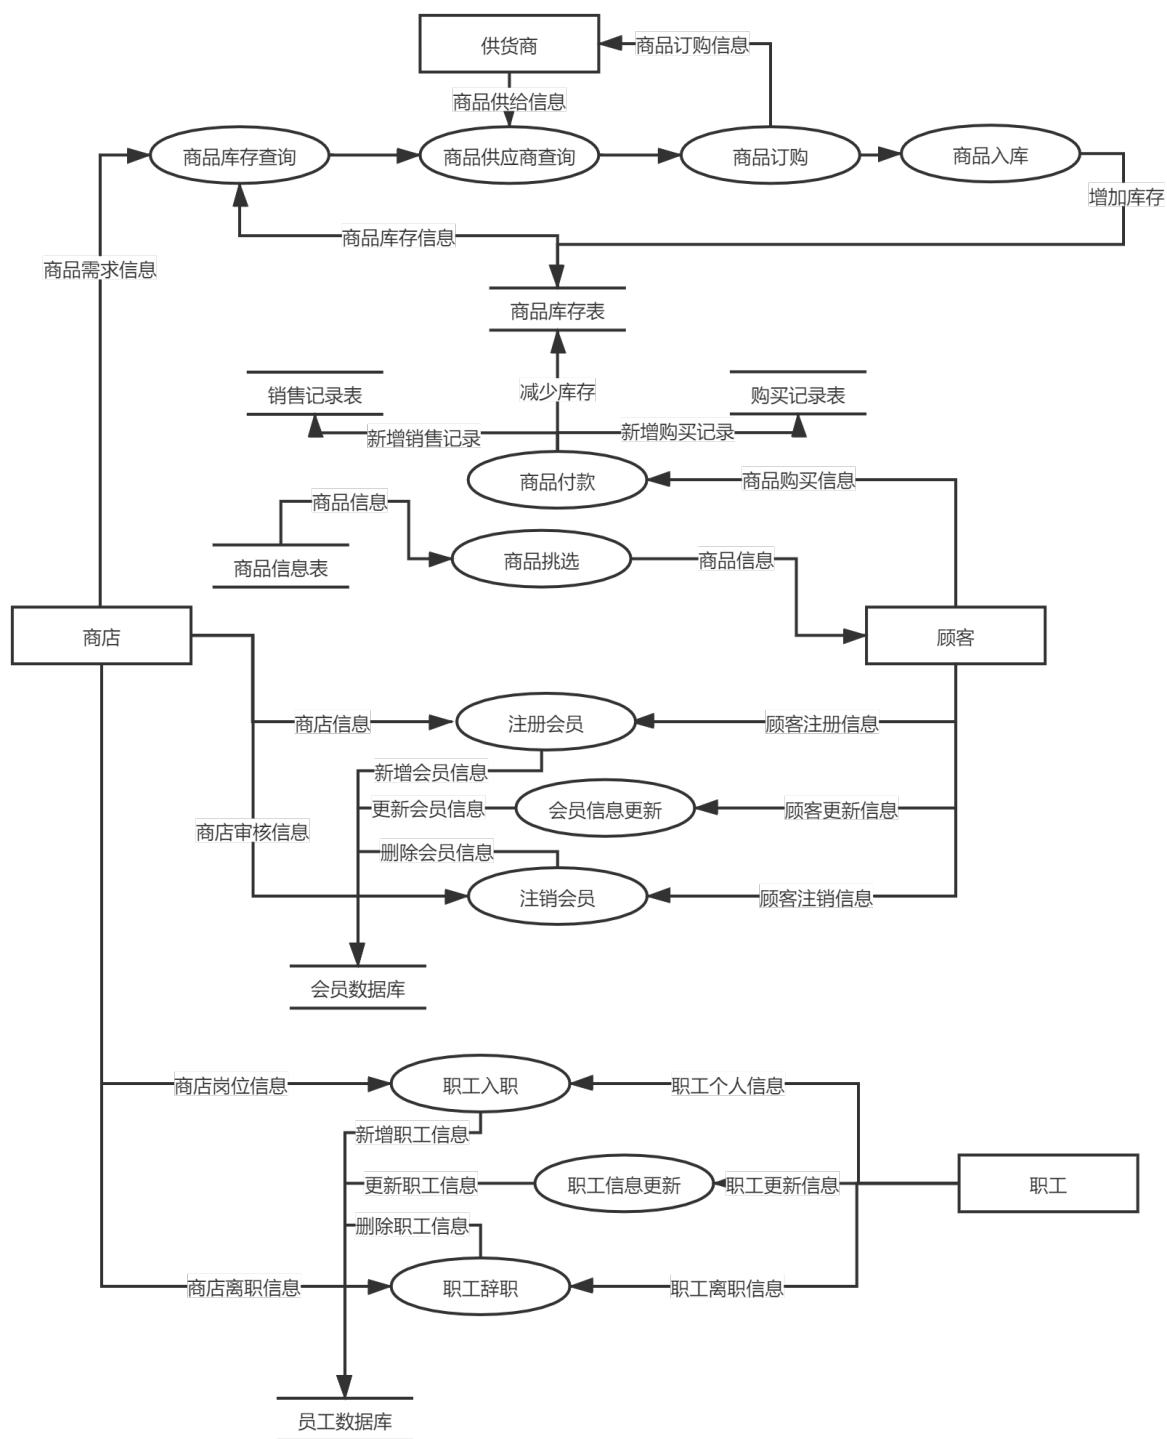 供货商
商品订购信息
商品供给信息
商品库存查询
商品供应商查询
商品订购
商品入库
增加库存
商品库存信息
商品需求信息
商品库存表
销售记录表
减少库存
购买记录表
新增销售记录
新增购买记录
商品付款
商品购买信息
商品信息
商品信息表
商品挑选
商品信息
商店
顾客
商店信息
注册会员
顾客注册信息
新增会员信息
更新会员信息
会员信息更新
顾客更新信息
商店审核信息
删除会员信息
注销会员
顾客注销信息
会员数据库
商店岗位信息
职工入职
职工个人信息
新增职工信息
更新职工信息
职工信息更新
职工更新信息
职工
删除职工信息
商店离职信息
职工辞职
职工离职信息
员工数据库